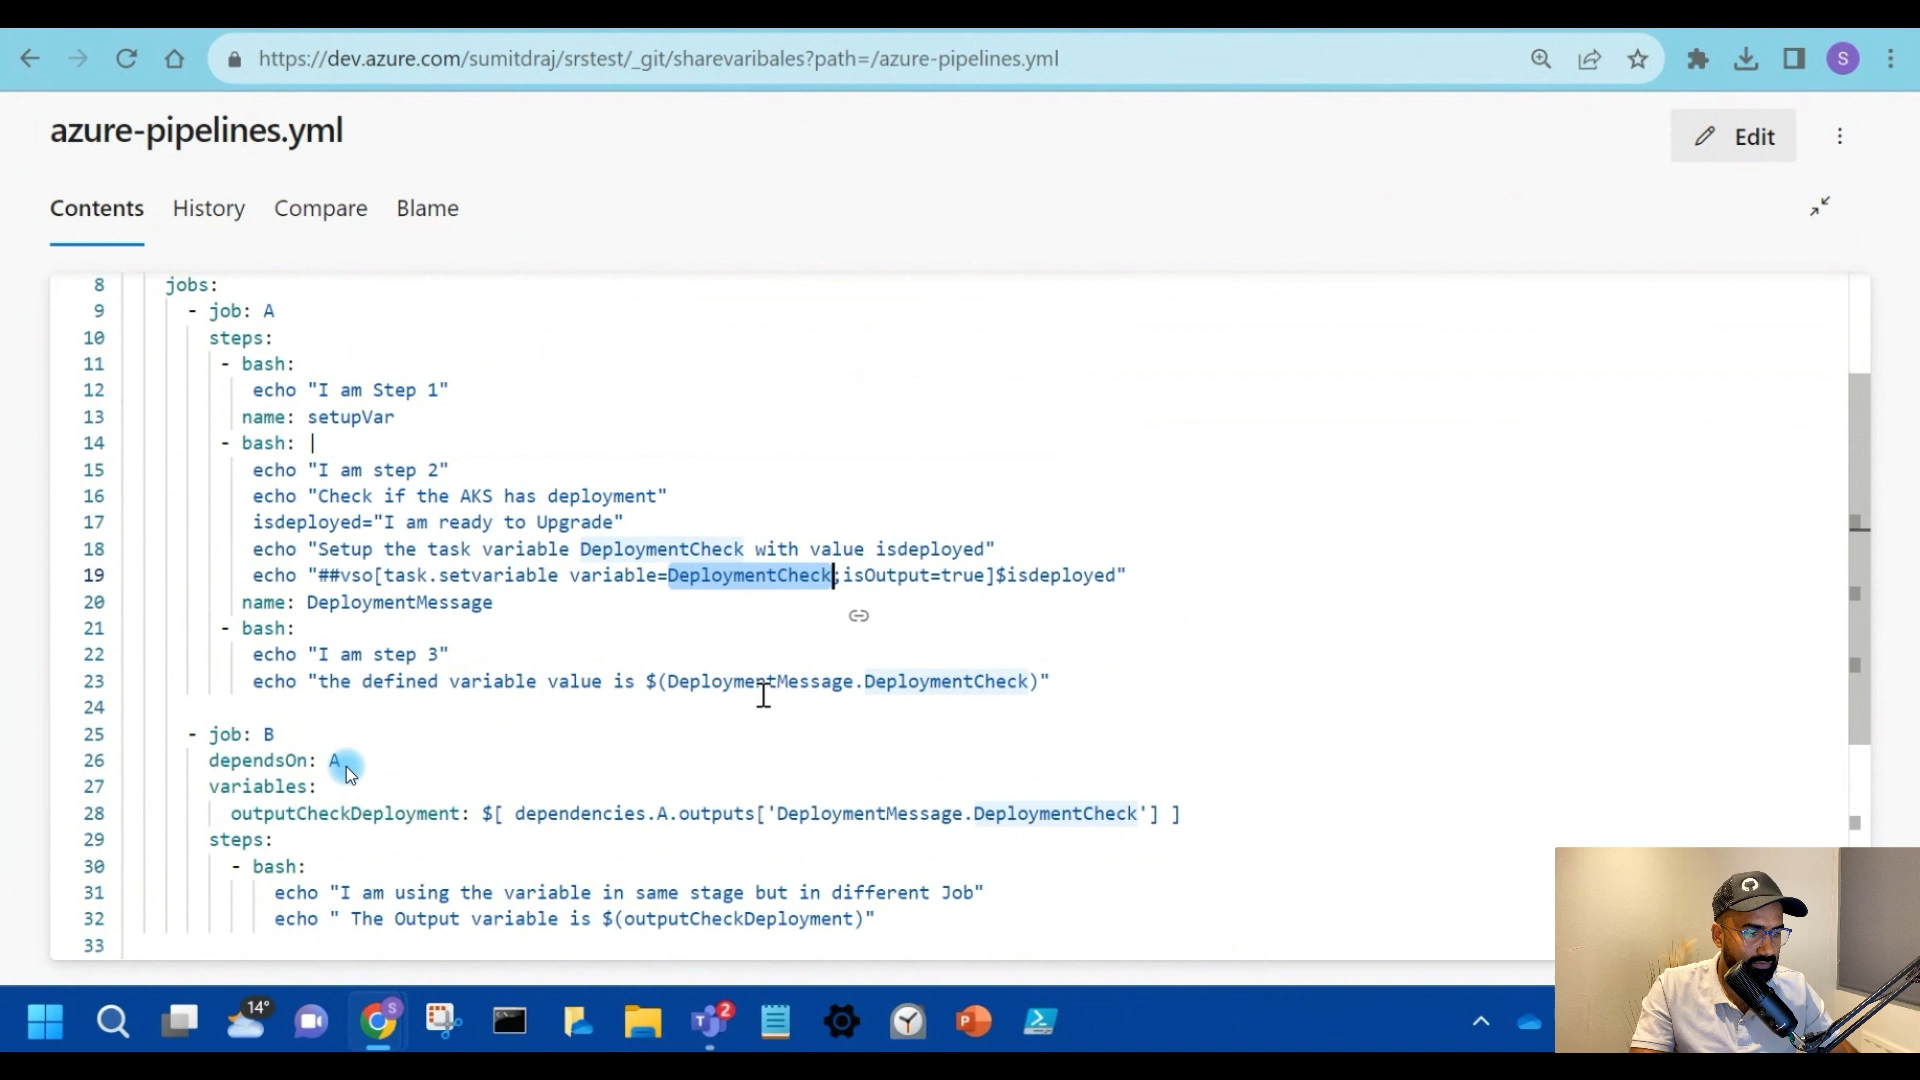 https://dev.azure.com/sumitdraj/srstest/_git/sharevaribales?path=/azure-pipelines.yml
S
azure-pipelines.yml
Edit
Contents History Compare Blame
8 jobs:
9 - job: A
10 steps:
11 - bash:
12 echo "I am Step 1"
13 name: setupVar
14 - bash: |
15 echo "I am step 2"
16 echo "Check if the AKS has deployment"
17 isdeployed="I am ready to Upgrade"
18 echo "Setup the task variable DeploymentCheck with value isdeployed"
19 echo "##vso[task.setvariable variable=DeploymentCheck;isOutput=true]$isdeployed"
20 name: DeploymentMessage
21 - bash:
22 echo "I am step 3"
23 echo "the defined variable value is $(DeploymentMessage.DeploymentCheck)"
24
25 - job: B
26 dependsOn: A
27 variables:
28 outputCheckDeployment: $[ dependencies.A.outputs['DeploymentMessage.DeploymentCheck'] ]
29 steps:
30 - bash:
31 echo "I am using the variable in same stage but in different Job"
32 echo " The Output variable is $(outputCheckDeployment)"
33
14°
S
2